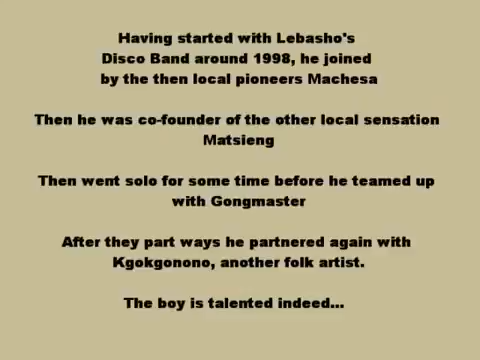 Having started with Lebasho's
Disco Band around 1998, he joined
by the then local pioneers Machesa
Then he was co-founder of the other local sensation
Matsieng
Then went solo for some time before he teamed up
with Gongmaster
After they part ways he partnered again with
Kgokgonono, another folk artist.
The boy is talented indeed...